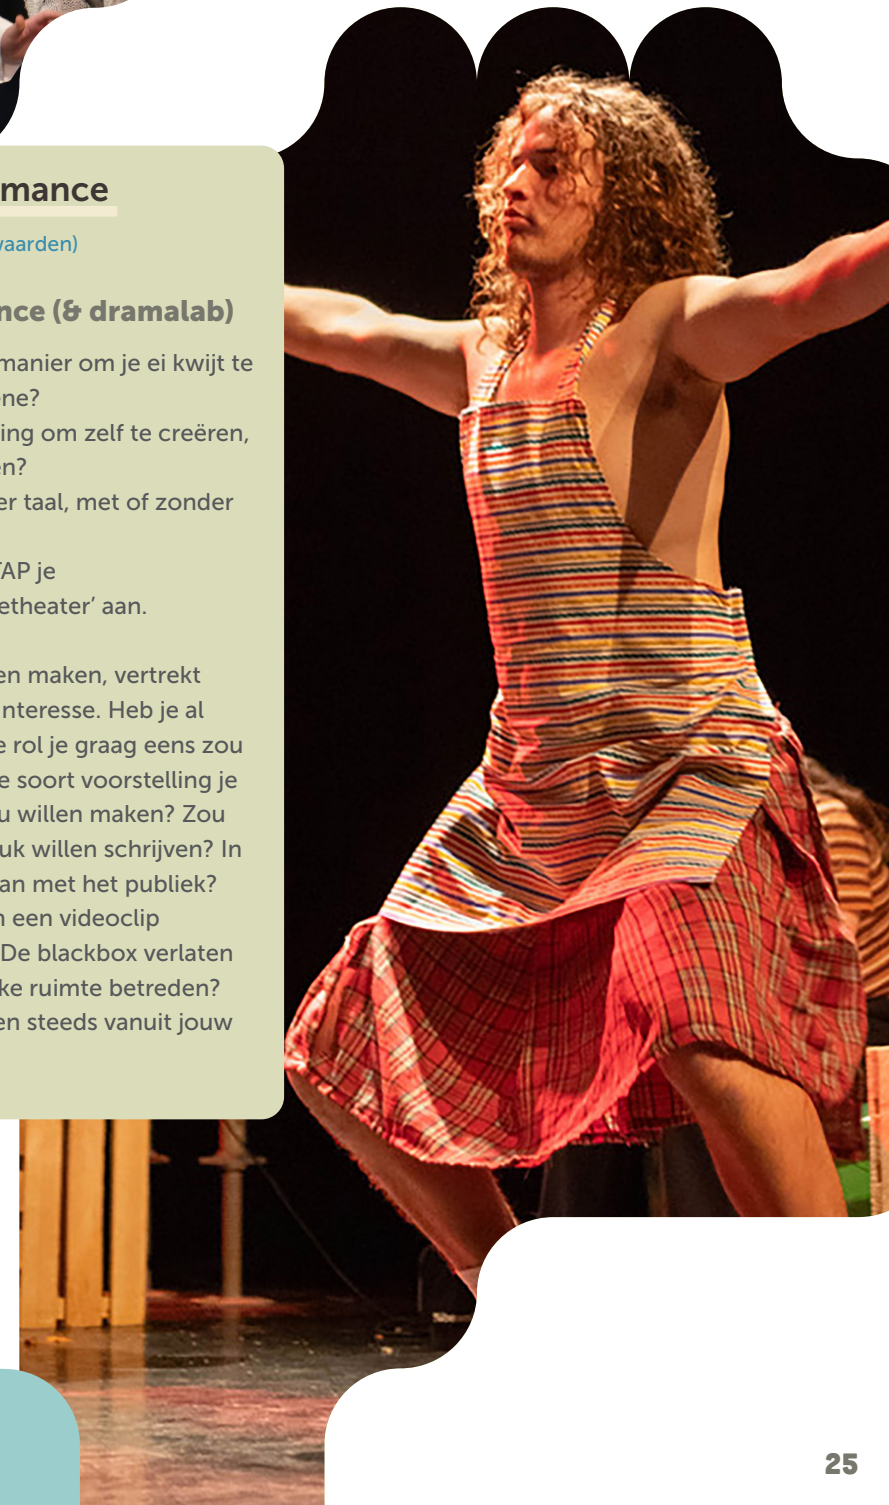 mance
waarden)
nce (& dramalab)
manier om je ei kwijt te
ene?
ing om zelf te creëren,
en?
er taal, met of zonder
TAP je
etheater’ aan.
en maken, vertrekt
interesse. Heb je al
e rol je graag eens zou
e soort voorstelling je
u willen maken? Zou
uk willen schrijven? In
an met het publiek?
n een videoclip
De blackbox verlaten
ke ruimte betreden?
en steeds vanuit jouw
25